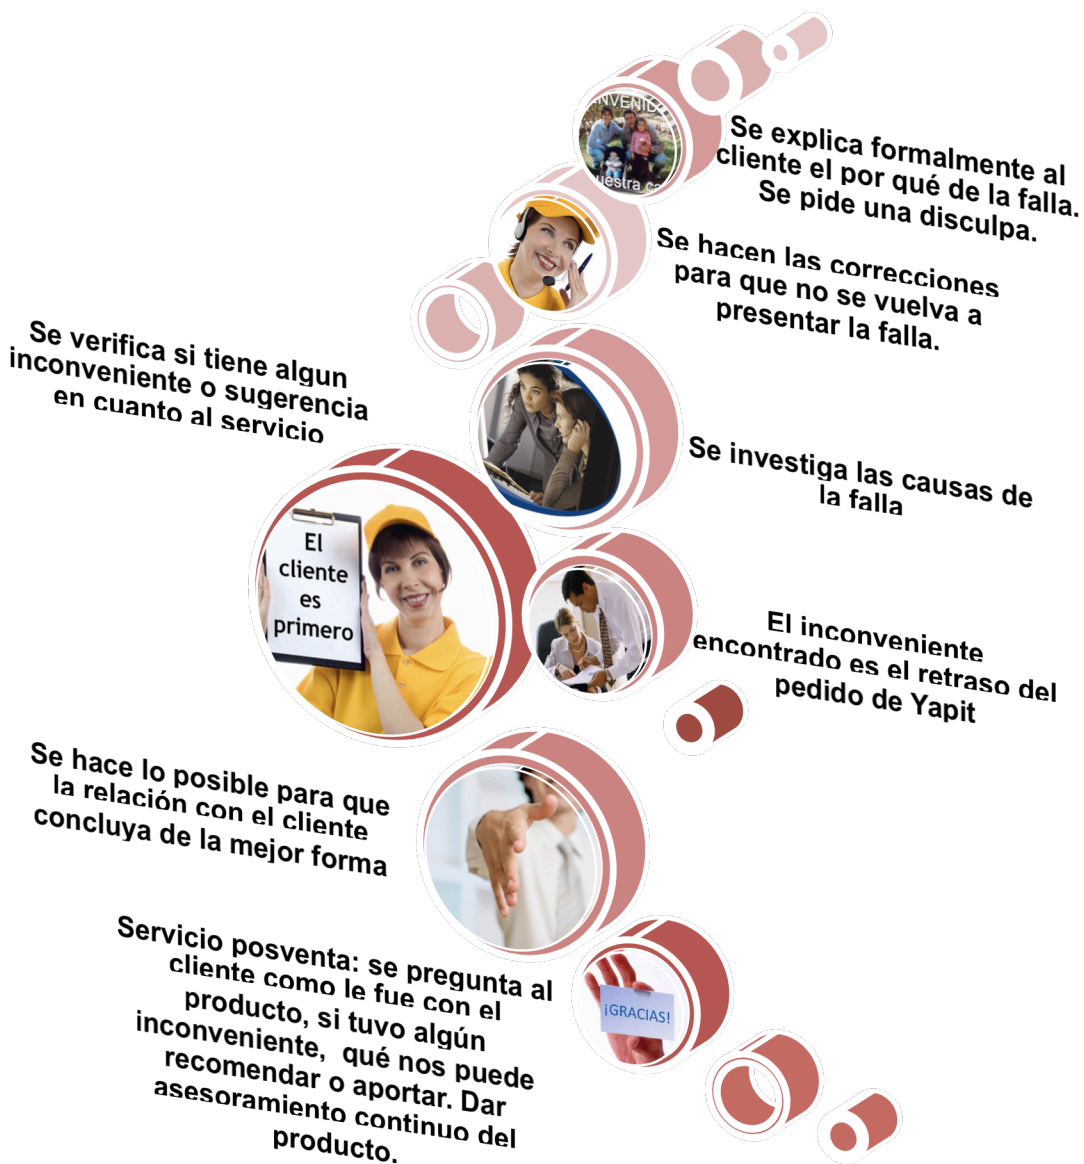 NVENID
uestra ca
Se explica formalmente al
cliente el por qué de la falla.
Se pide una disculpa.
Se hacen las correcciones
para que no se vuelva a
presentar la falla.
Se verifica si tiene algun
inconveniente o sugerencia
en cuanto al servicio
Se investiga las causas de
la falla
El
cliente
es
primero
El inconveniente
encontrado es el retraso del
pedido de Yapit
Se hace lo posible para que
la relación con el cliente
concluya de la mejor forma
Servicio posventa: se pregunta al
cliente como le fue con el
producto, si tuvo algún
inconveniente,  qué nos puede
recomendar o aportar. Dar
asesoramiento continuo del
producto.
¡GRACIAS!